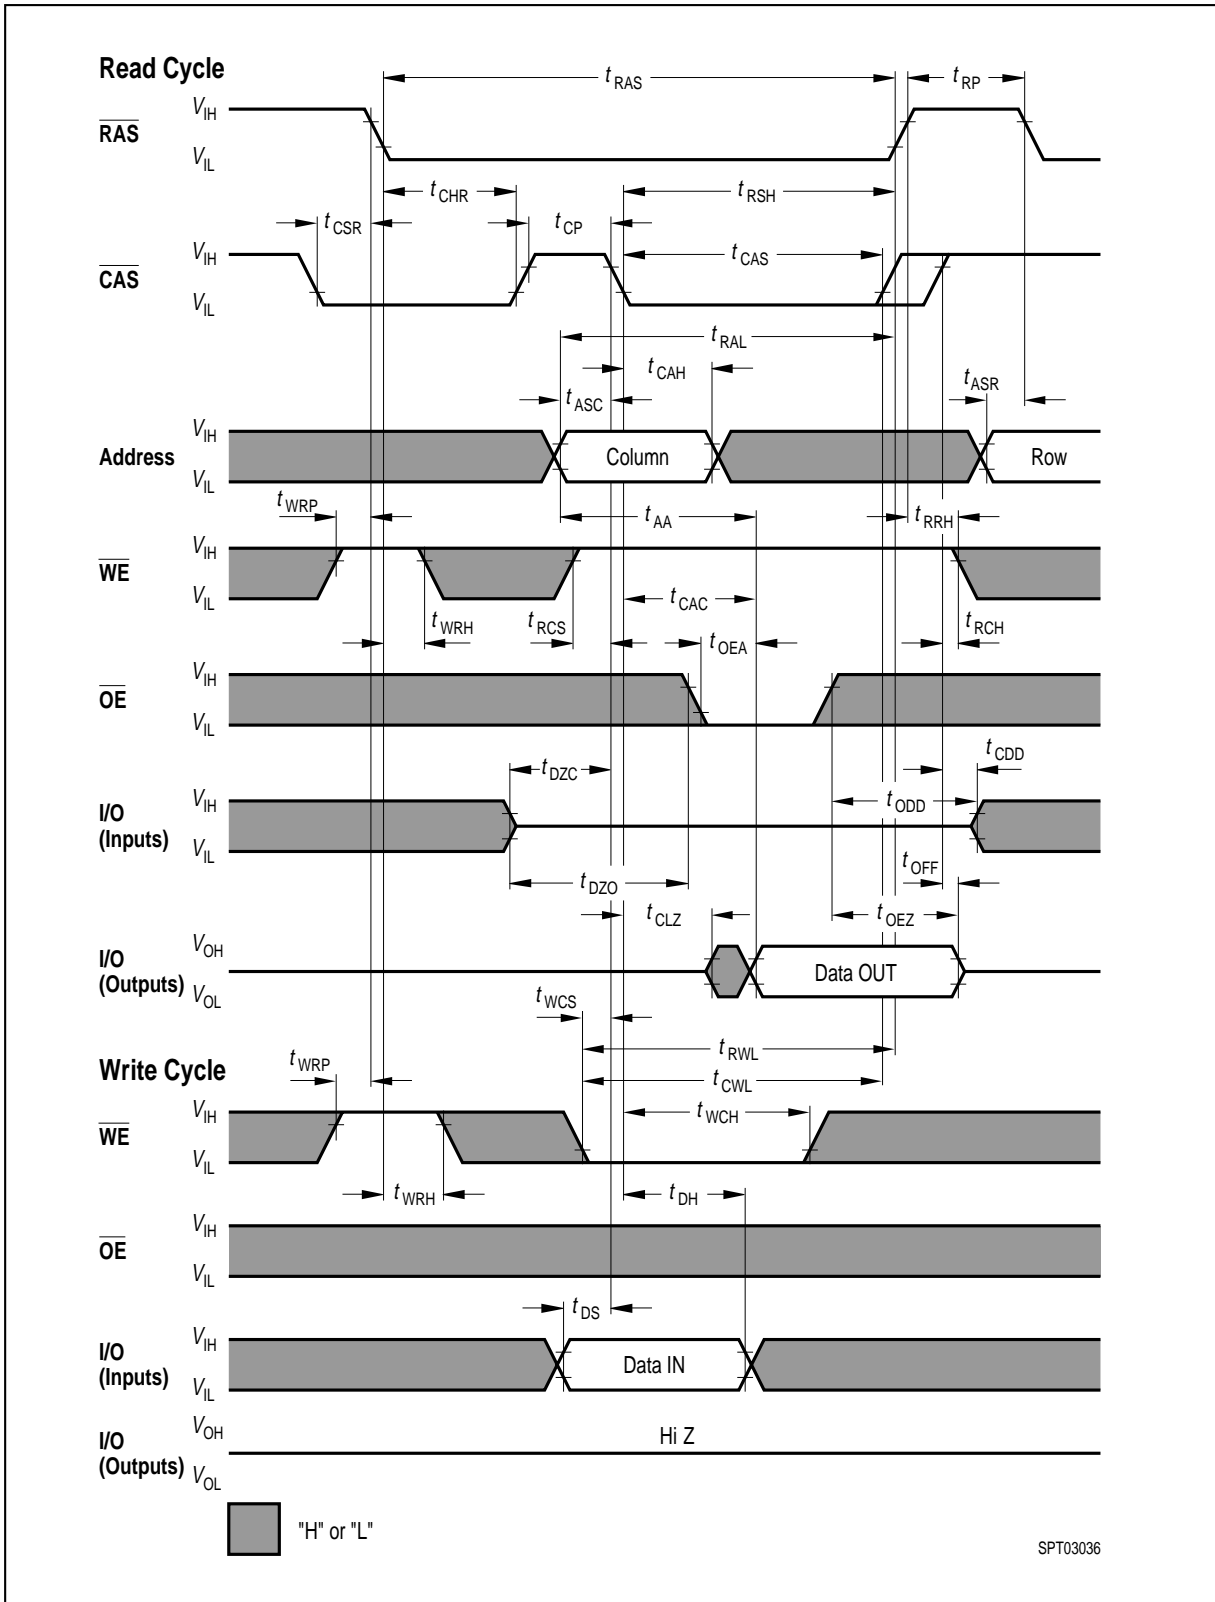 Read Cycle
tRAS
tRP
VIH
RAS
VIL
tCHR
tRSH
tCSR
tCP
VIH
tCAS
CAS
VIL
tRAL
tCAH
tASR
tASC
VIH
Address
Column
Row
VIL
tWRP
tAA
tRRH
VIH
WE
VIL
tCAC
tWRH
tRCS
tOEA
tRCH
VIH
OE
VIL
tCDD
tDZC
VIH
I/O
(Inputs)
tODD
VIL
tOFF
tDZO
tCLZ
tOEZ
VOH
I/O
(Outputs)
Data OUT
VOL
tWCS
tRWL
Write Cycle
tWRP
tCWL
VIH
tWCH
WE
VIL
tWRH
tDH
VIH
OE
VIL
tDS
VIH
I/O
(Inputs)
Data IN
VIL
VOH
Hi Z
I/O
(Outputs)
VOL
"H" or "L"
SPT03036